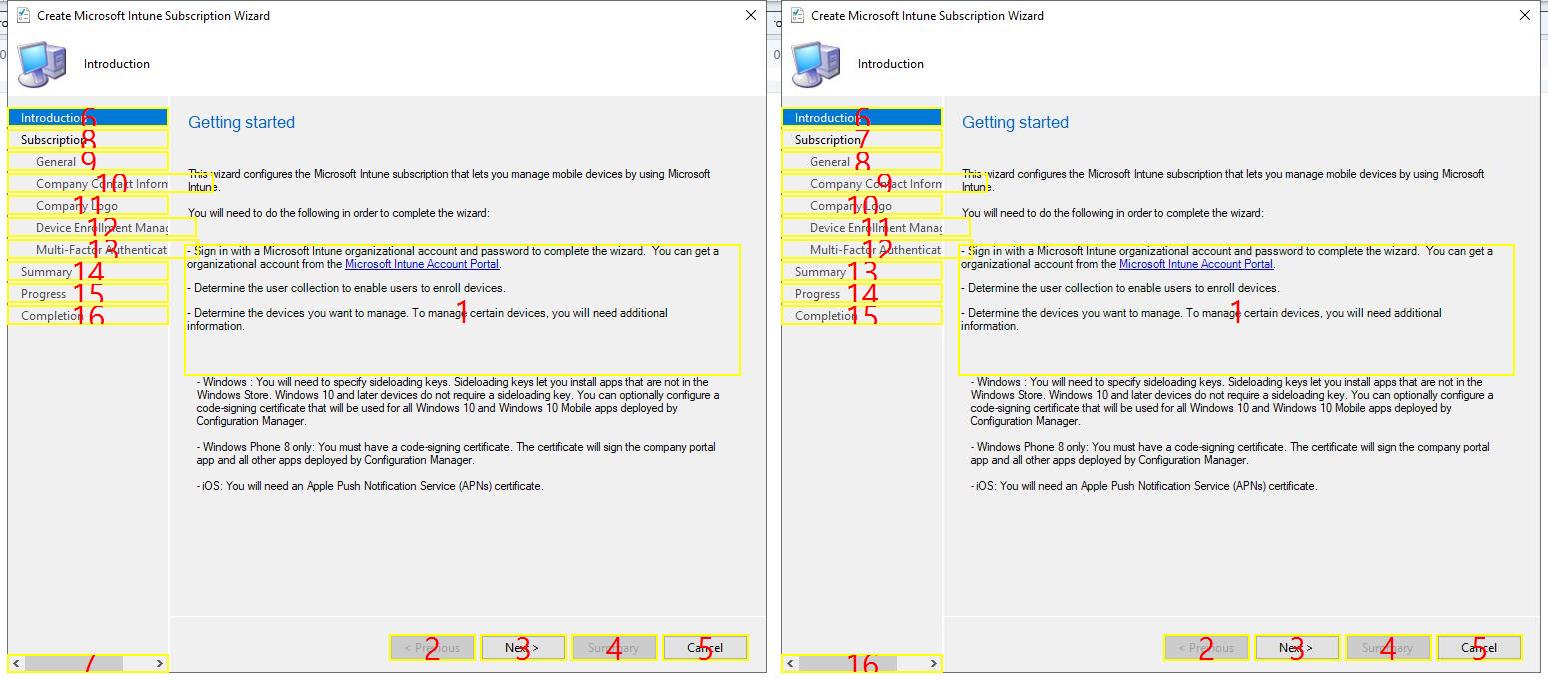 Create Microsoft Intune Subscription Wizard
Introduction
Introduction 6
Subscription 8
General 9
Company Contact Inform 10
Company Logo 11
Device Enrollment Manag 12
Multi-Factor Authenticat 13
Summary 14
Progress 15
Completion 16
7
Getting started
This wizard configures the Microsoft Intune subscription that lets you manage mobile devices by using Microsoft
Intune.
You will need to do the following in order to complete the wizard:
- Sign in with a Microsoft Intune organizational account and password to complete the wizard. You can get a
organizational account from the Microsoft Intune Account Portal.
- Determine the user collection to enable users to enroll devices.
1
- Determine the devices you want to manage. To manage certain devices, you will need additional
information.
- Windows : You will need to specify sideloading keys. Sideloading keys let you install apps that are not in the
Windows Store. Windows 10 and later devices do not require a sideloading key. You can optionally configure a
code-signing certificate that will be used for all Windows 10 and Windows 10 Mobile apps deployed by
Configuration Manager.
- Windows Phone 8 only: You must have a code-signing certificate. The certificate will sign the company portal
app and all other apps deployed by Configuration Manager.
- iOS: You will need an Apple Push Notification Service (APNs) certificate.
< Previous 2 Next > 3 Summary 4 Cancel 5
Create Microsoft Intune Subscription Wizard
Introduction
Introduction 6
Subscription 7
General 8
Company Contact Inform 9
Company Logo 10
Device Enrollment Manag 11
Multi-Factor Authenticat 12
Summary 13
Progress 14
Completion 15
16
Getting started
This wizard configures the Microsoft Intune subscription that lets you manage mobile devices by using Microsoft
Intune.
You will need to do the following in order to complete the wizard:
- Sign in with a Microsoft Intune organizational account and password to complete the wizard. You can get a
organizational account from the Microsoft Intune Account Portal.
- Determine the user collection to enable users to enroll devices.
1
- Determine the devices you want to manage. To manage certain devices, you will need additional
information.
- Windows : You will need to specify sideloading keys. Sideloading keys let you install apps that are not in the
Windows Store. Windows 10 and later devices do not require a sideloading key. You can optionally configure a
code-signing certificate that will be used for all Windows 10 and Windows 10 Mobile apps deployed by
Configuration Manager.
- Windows Phone 8 only: You must have a code-signing certificate. The certificate will sign the company portal
app and all other apps deployed by Configuration Manager.
- iOS: You will need an Apple Push Notification Service (APNs) certificate.
< Previous 2 Next > 3 Summary 4 Cancel 5